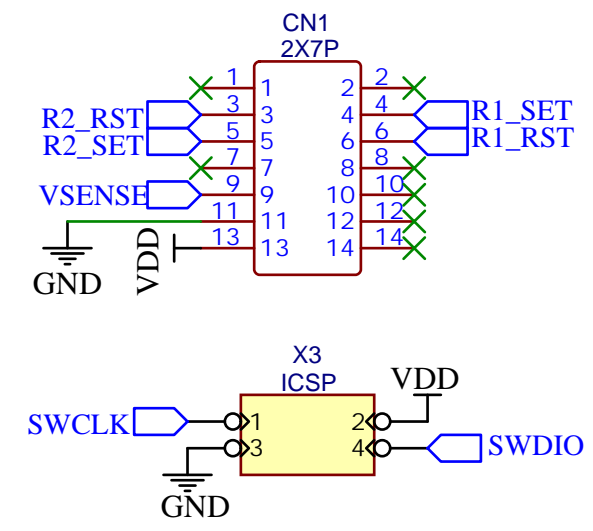 CN1
2X7P
1 1 2 2
R2_RST 3 3 4 4 R1_SET
R2_SET 5 5 6 6 R1_RST
7 7 8 8
VSENSE 9 9 10 10
11 11 12 12
GND VDD 13 13 14 14
X3
ICSP
VDD
SWCLK 1 2
3 4 SWDIO
GND